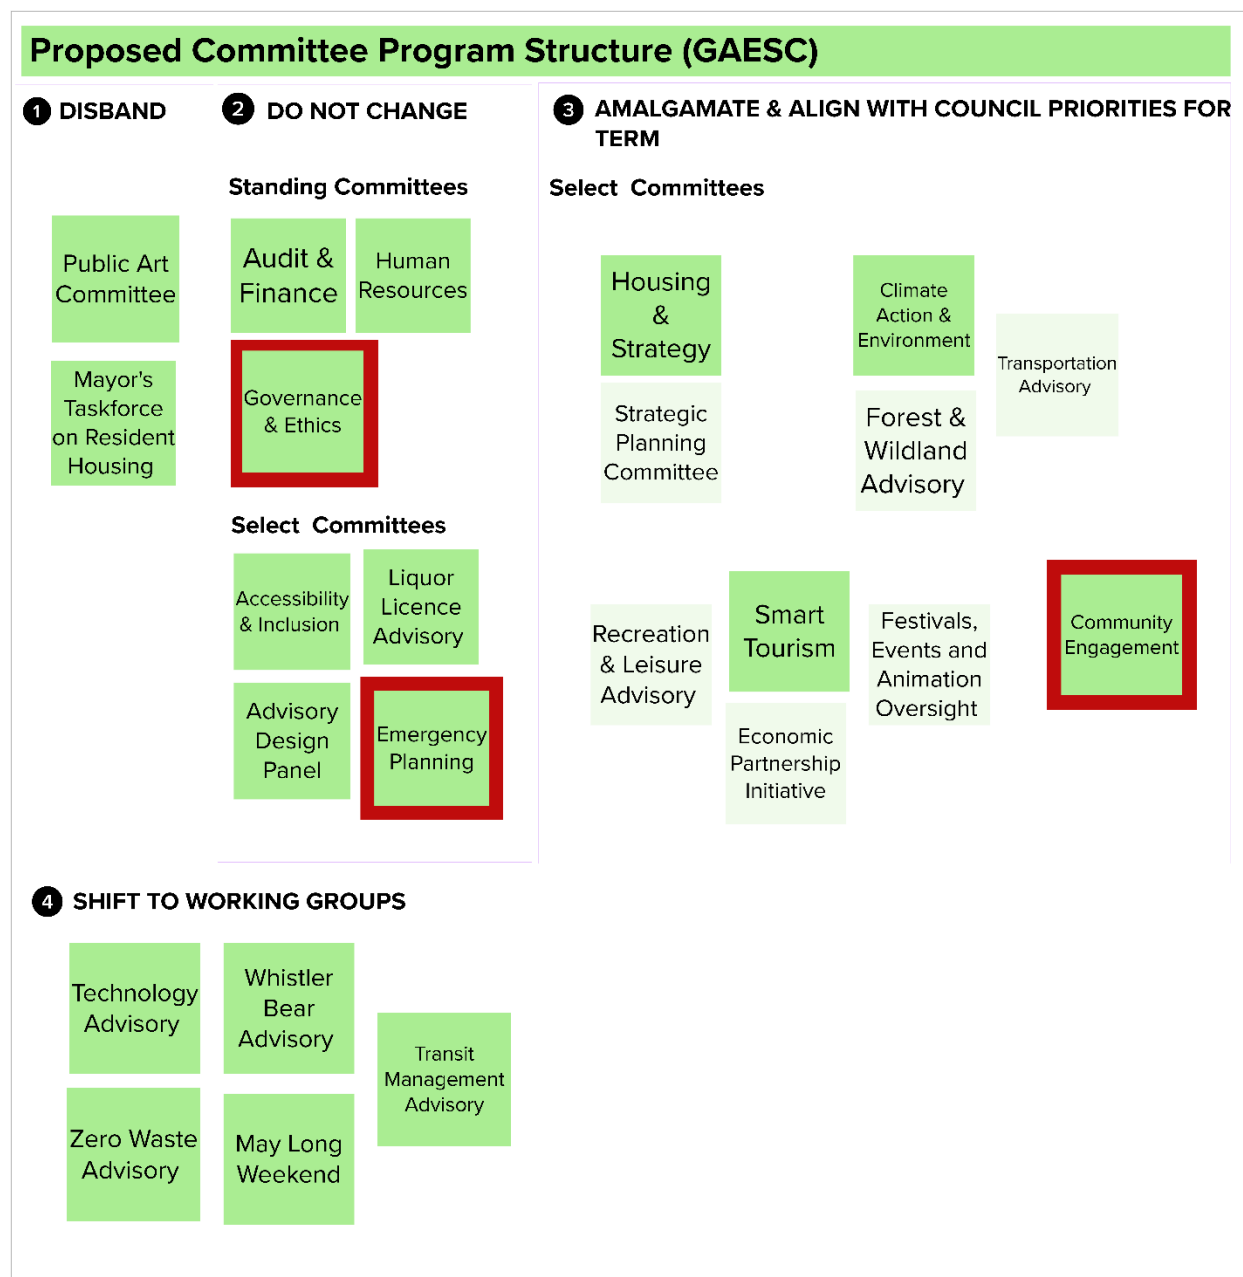 Proposed Committee Program Structure (GAESC)
1 DISBAND
Public Art
Committee
Mayor's
Taskforce
on Resident
Housing
2 DO NOT CHANGE
Standing Committees
Audit &
Finance
Human
Resources
Governance
& Ethics
Select Committees
Accessibility
& Inclusion
Liquor
Licence
Advisory
Advisory
Design
Panel
Emergency
Planning
3 AMALGAMATE & ALIGN WITH COUNCIL PRIORITIES FOR
TERM
Select Committees
Housing
&
Strategy
Strategic
Planning
Committee
Climate
Action &
Environment
Transportation
Advisory
Forest &
Wildland
Advisory
Recreation
& Leisure
Advisory
Smart
Tourism
Economic
Partnership
Initiative
Festivals,
Events and
Animation
Oversight
Community
Engagement
4 SHIFT TO WORKING GROUPS
Technology
Advisory
Whistler
Bear
Advisory
Transit
Management
Advisory
Zero Waste
Advisory
May Long
Weekend